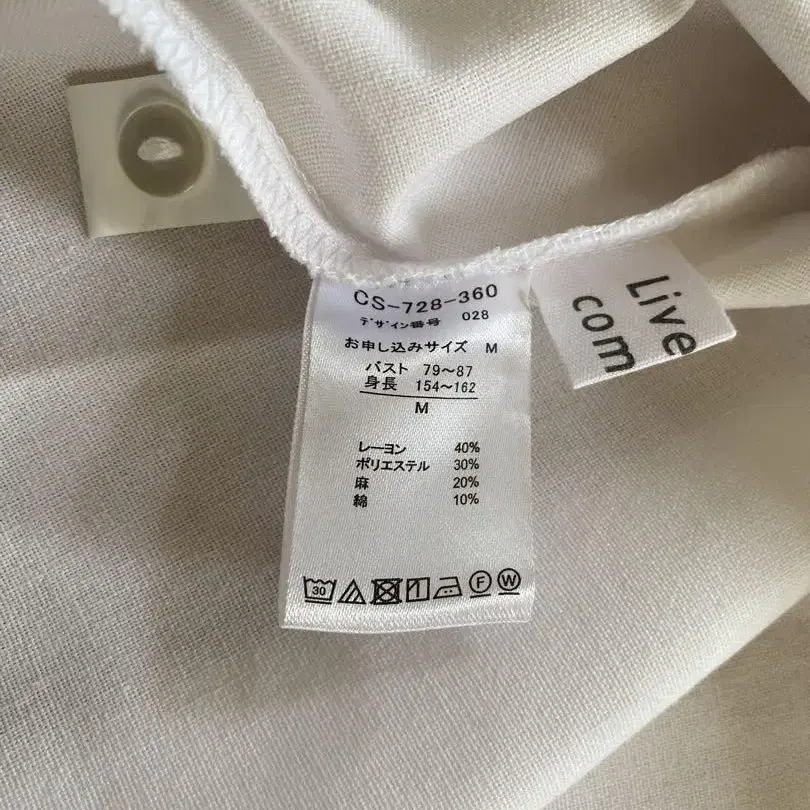 CS-728-360
デザイン番号 028
お申し込みサイズ M
バスト 79～87
身長 154～162
M
レーヨン 40%
ポリエステル 30%
麻 20%
綿 10%
30
F
W
Live
com